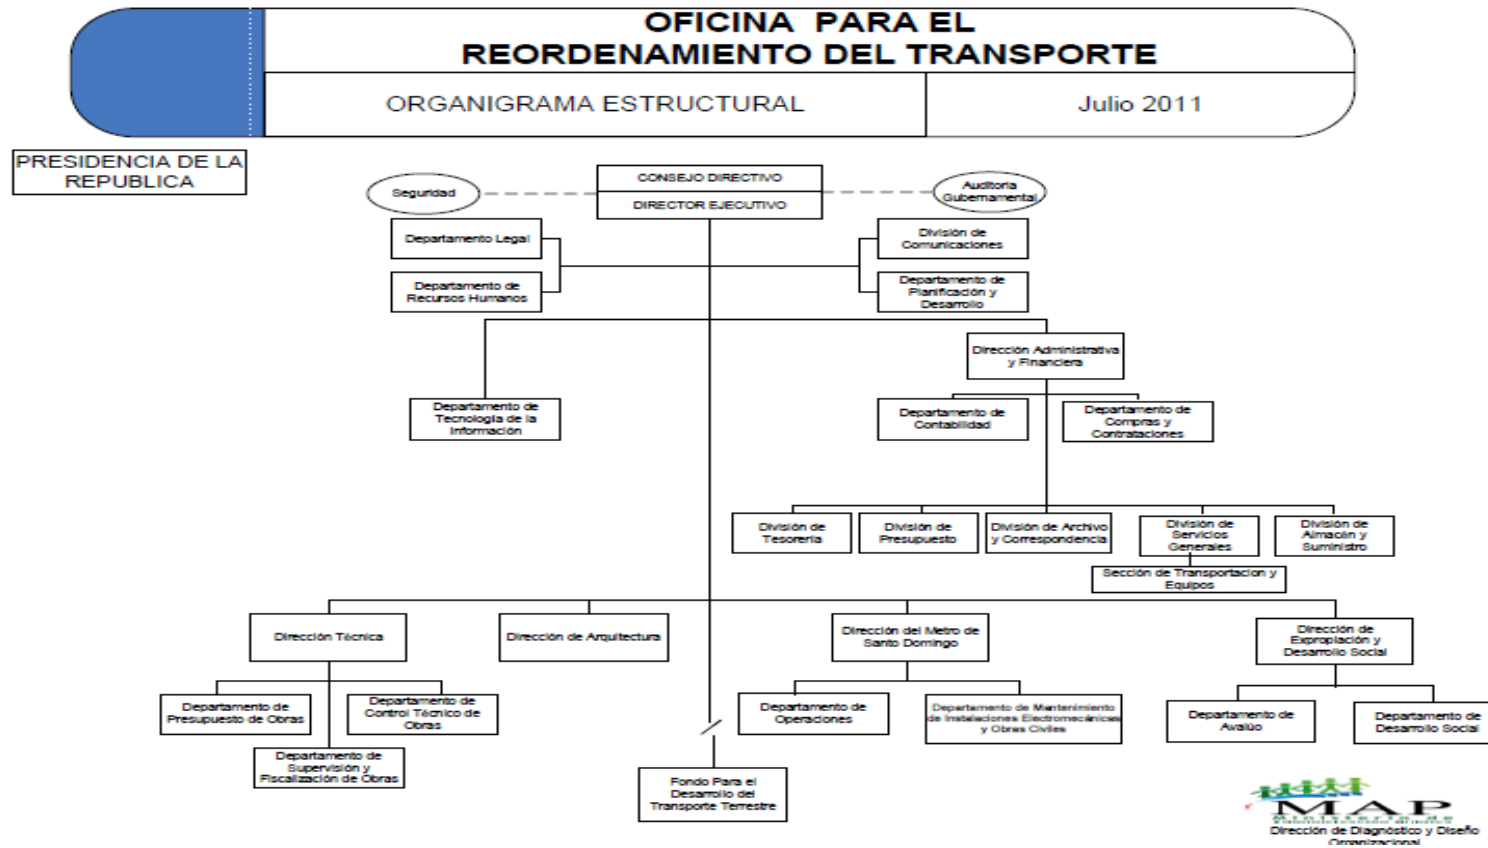 OFICINA PARA EL
REORDENAMIENTO DEL TRANSPORTE
ORGANIGRAMA ESTRUCTURAL
Julio 2011
PRESIDENCIA DE LA
REPUBLICA
CONSEJO DIRECTIVO
DIRECTOR EJECUTIVO
Seguridad
Auditoría
Gubernamental
Departamento Legal
División de
Comunicaciones
Departamento de
Recursos Humanos
Departamento de
Planificación y
Desarrollo
Dirección Administrativa
y Financiera
Departamento de
Tecnología de la
Información
Departamento de
Contabilidad
Departamento de
Compras y
Contrataciones
División de
Tesorería
División de
Presupuesto
División de Archivo
y Correspondencia
División de
Servicios
Generales
División de
Almacén y
Suministro
Sección de Transportacion y
Equipos
Dirección Técnica
Dirección de Arquitectura
Dirección del Metro de
Santo Domingo
Dirección de
Expropiación y
Desarrollo Social
Departamento de
Presupuesto de Obras
Departamento de
Control Técnico de
Obras
Departamento de
Supervisión y
Fiscalización de Obras
Departamento de
Operaciones
Departamento de Mantenimiento
de Instalaciones Electromecánicas
y Obras Civiles
Departamento de
Avalúo
Departamento de
Desarrollo Social
Fondo Para el
Desarrollo del
Transporte Terrestre
MAP
Ministerio de
Dirección de Diagnóstico y Diseño
Organizacional